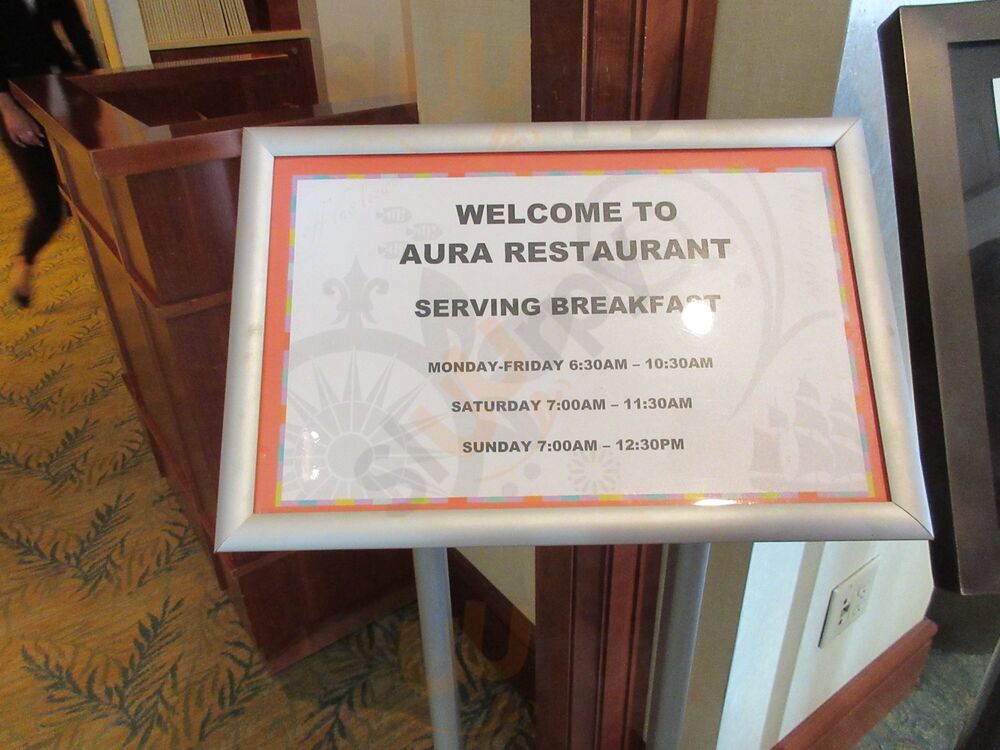 WELCOME TO
AURA RESTAURANT
SERVING BREAKFAST
MONDAY-FRIDAY 6:30AM – 10:30AM
SATURDAY 7:00AM – 11:30AM
SUNDAY 7:00AM – 12:30PM